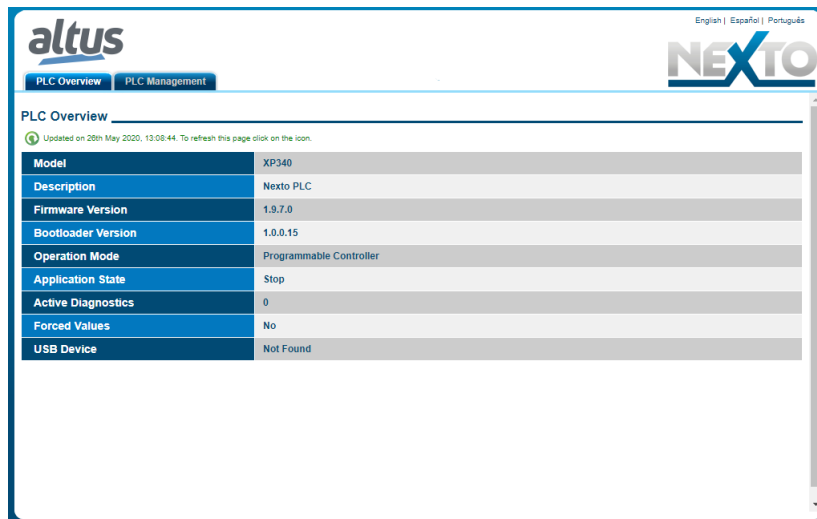 English | Español | Português
altus
NEXTO
PLC Overview PLC Management
PLC Overview
Updated on 26th May 2020, 13:08:44. To refresh this page click on the icon.
Model XP340
Description Nexto PLC
Firmware Version 1.9.7.0
Bootloader Version 1.0.0.15
Operation Mode Programmable Controller
Application State Stop
Active Diagnostics 0
Forced Values No
USB Device Not Found